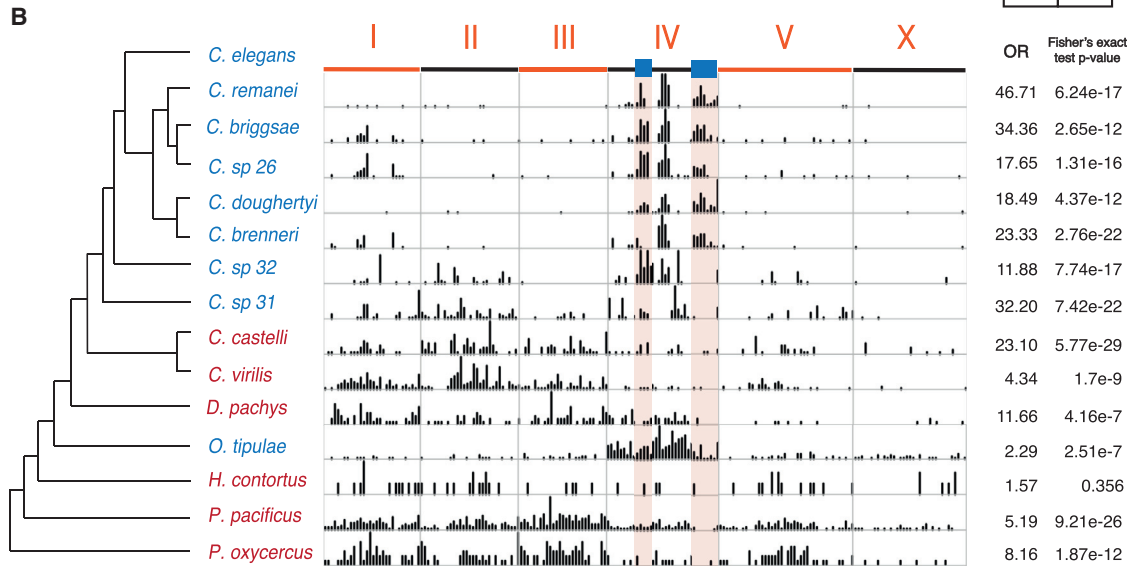 B
I II III IV V X
OR Fisher's exact
test p-value
C. elegans
C. remanei 46.71 6.24e-17
C. briggsae 34.36 2.65e-12
C. sp 26 17.65 1.31e-16
C. doughertyi 18.49 4.37e-12
C. brenneri 23.33 2.76e-22
C. sp 32 11.88 7.74e-17
C. sp 31 32.20 7.42e-22
C. castelli 23.10 5.77e-29
C. virilis 4.34 1.7e-9
D. pachys 11.66 4.16e-7
O. tipulae 2.29 2.51e-7
H. contortus 1.57 0.356
P. pacificus 5.19 9.21e-26
P. oxycercus 8.16 1.87e-12